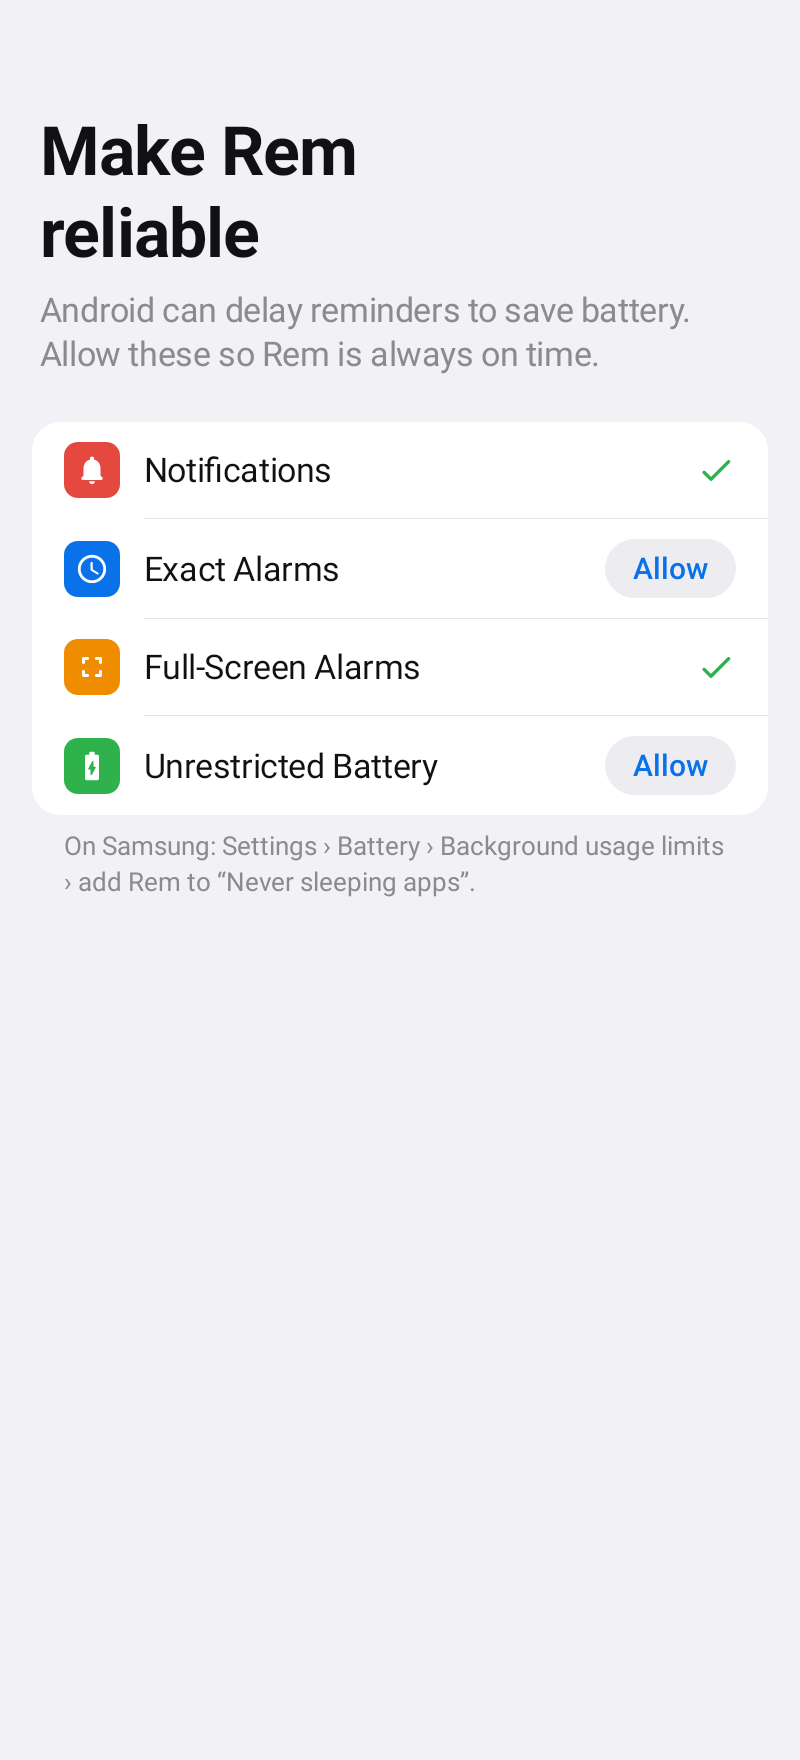 Make Rem
reliable
Android can delay reminders to save battery.
Allow these so Rem is always on time.
Notifications
Exact Alarms
Allow
Full-Screen Alarms
Unrestricted Battery
Allow
On Samsung: Settings › Battery › Background usage limits
› add Rem to “Never sleeping apps”.